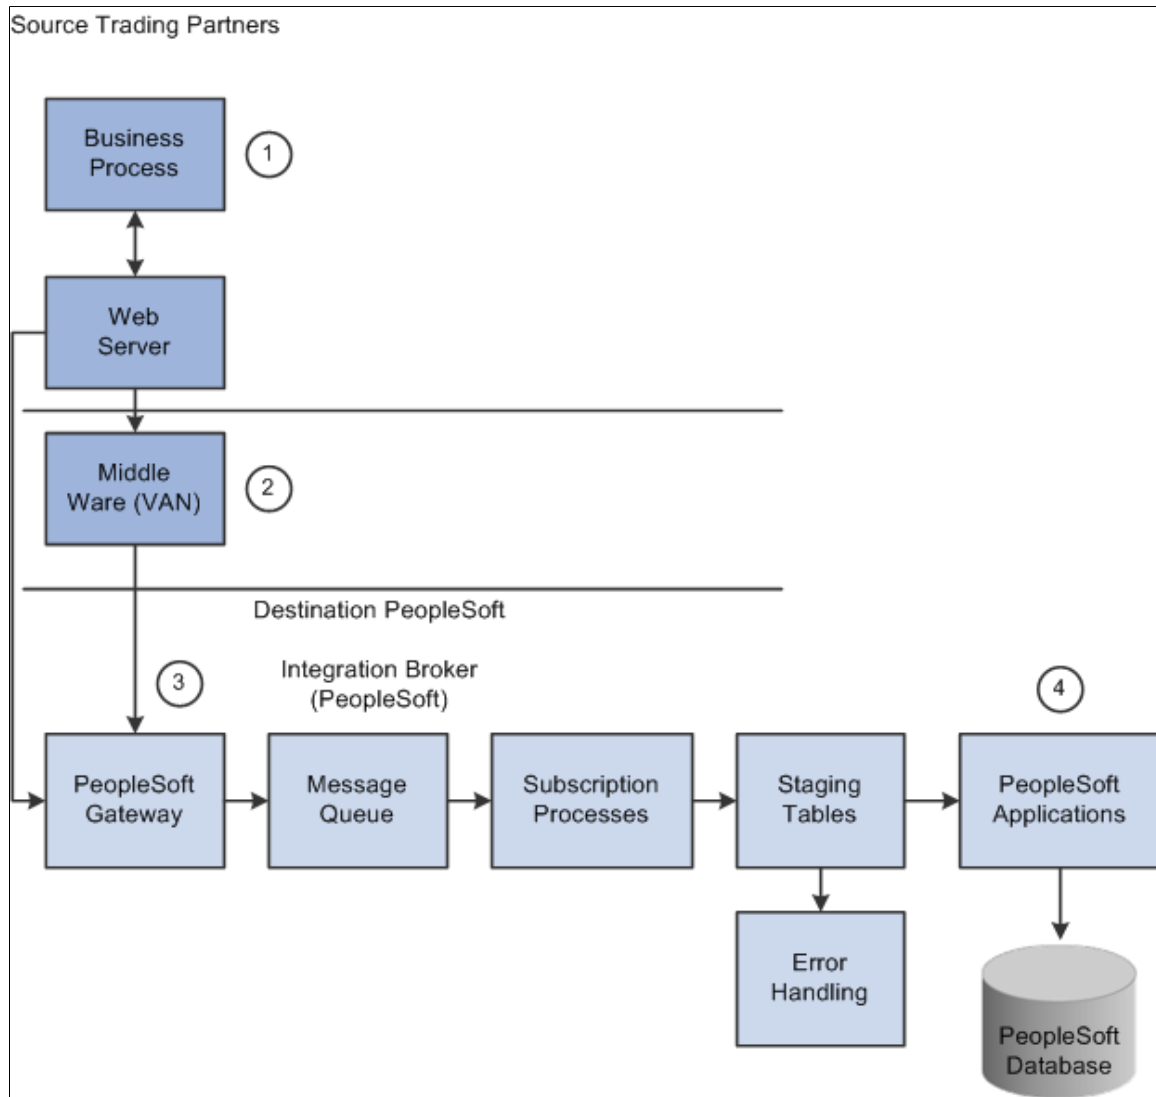 Source Trading Partners
Business
Process
1
Web
Server
Middle
Ware (VAN)
2
Destination PeopleSoft
3
Integration Broker
(PeopleSoft)
4
PeopleSoft
Gateway
Message
Queue
Subscription
Processes
Staging
Tables
PeopleSoft
Applications
Error
Handling
PeopleSoft
Database